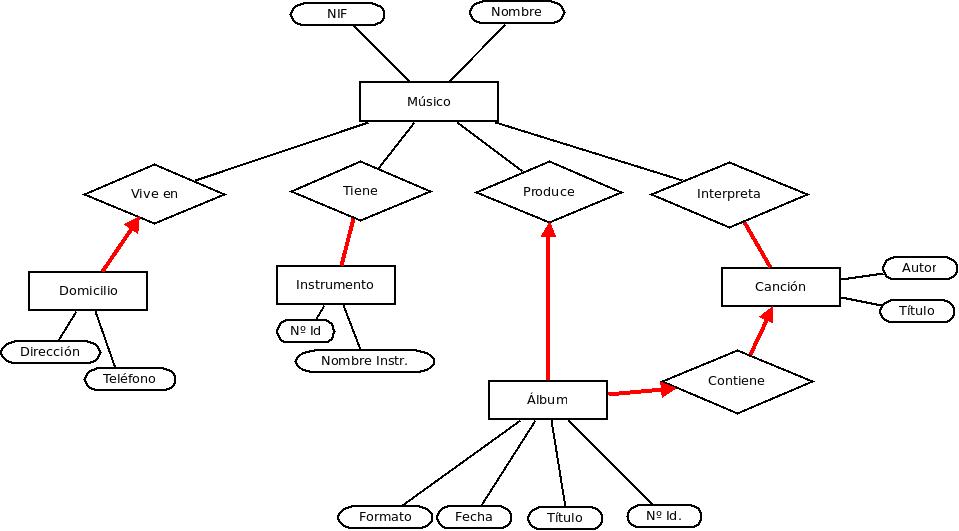 NIF
Nombre
Músico
Vive en
Tiene
Produce
Interpreta
Domicilio
Instrumento
Canción
Autor
Título
Dirección
Teléfono
Nº Id
Nombre Instr.
Álbum
Contiene
Formato
Fecha
Título
Nº Id.